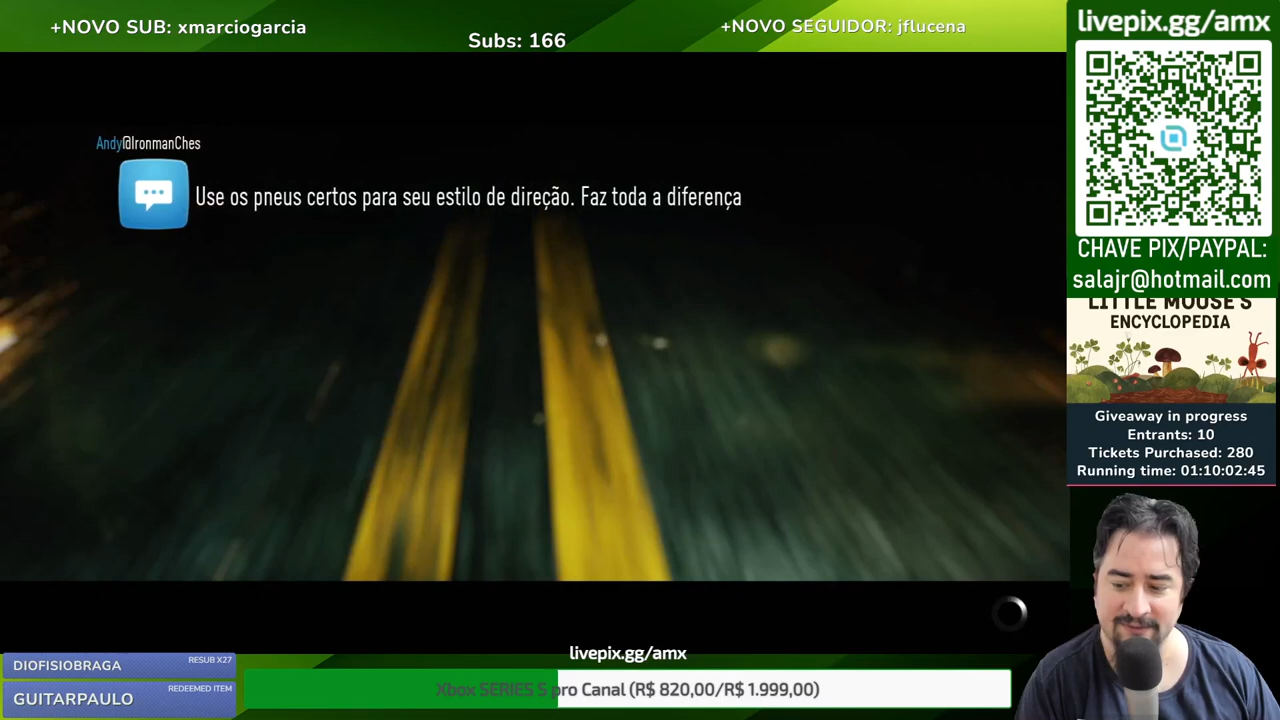 +NOVO SUB: xmarciogarcia
Subs: 166
+NOVO SEGUIDOR: jflucena
livepix.gg/amx
Andy@IronmanChes
Use os pneus certos para seu estilo de direção. Faz toda a diferença
CHAVE PIX/PAYPAL:
salajr@hotmail.com
LITTLE MOUSE'S
ENCYCLOPEDIA
Giveaway in progress
Entrants: 10
Tickets Purchased: 280
Running time: 01:10:02:45
DIOFISIOBRAGA
RESUB X27
GUITARPAULO
REDEEMED ITEM
livepix.gg/amx
Xbox SERIES S pro Canal (R$ 820,00/R$ 1.999,00)